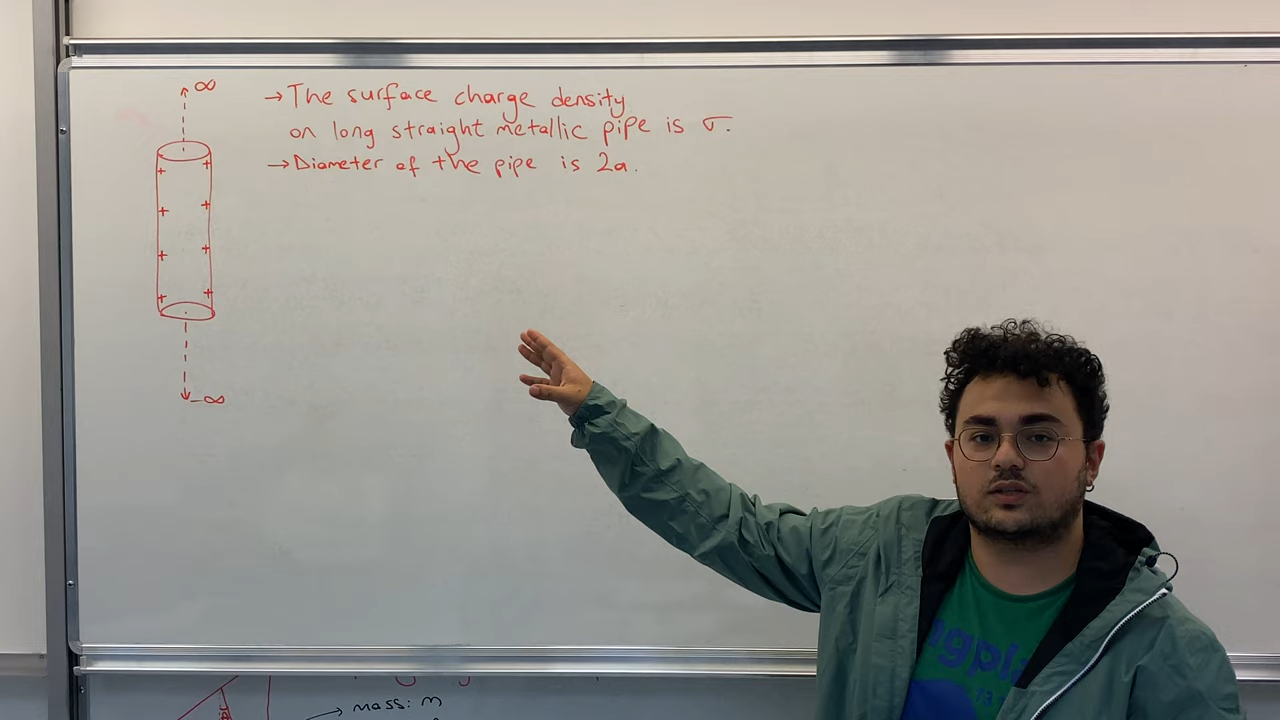 ∞
→ The surface charge density
on long straight metallic pipe is σ.
→ Diameter of the pipe is 2a.
+ +
+ +
+ +
+ +
-∞
→ mass: m